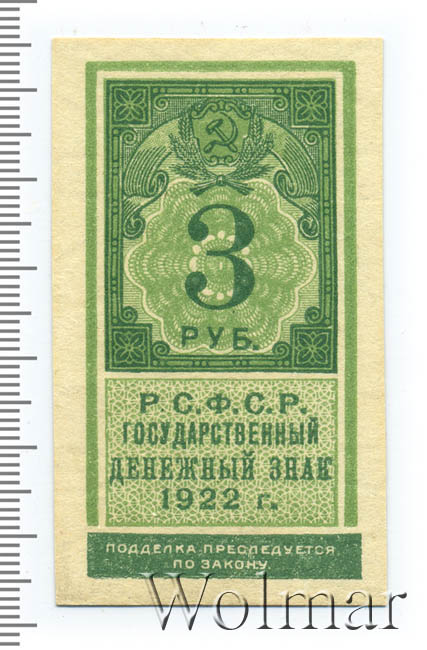 3
РУБ.
Р.С.Ф.С.Р.
ГОСУДАРСТВЕННЫЙ
ДЕНЕЖНЫЙ ЗНАК
1922 г.
ПОДДЕЛКА ПРЕСЛЕДУЕТСЯ
ПО ЗАКОНУ.
Wolmar